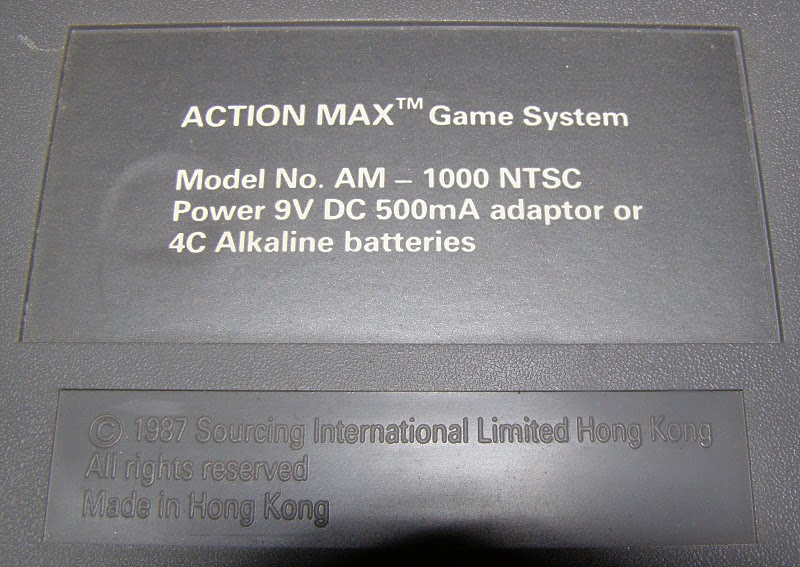 ACTION MAX™ Game System
Model No. AM – 1000 NTSC
Power 9V DC 500mA adaptor or
4C Alkaline batteries
© 1987 Sourcing International Limited Hong Kong
All rights reserved
Made in Hong Kong